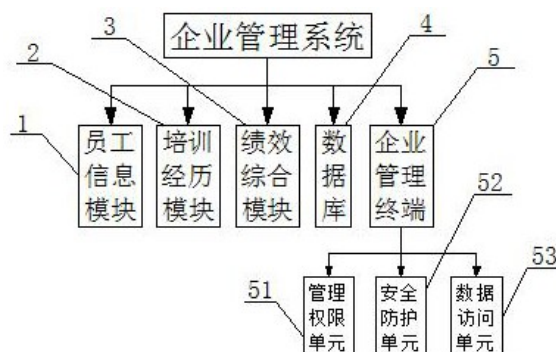 企业管理系统
3
4
2
5
1
员工
信息
模块
培训
经历
模块
绩效
综合
模块
数
据
库
企业
管理
终端
52
51
53
管理
权限
单元
安全
防护
单元
数据
访问
单元